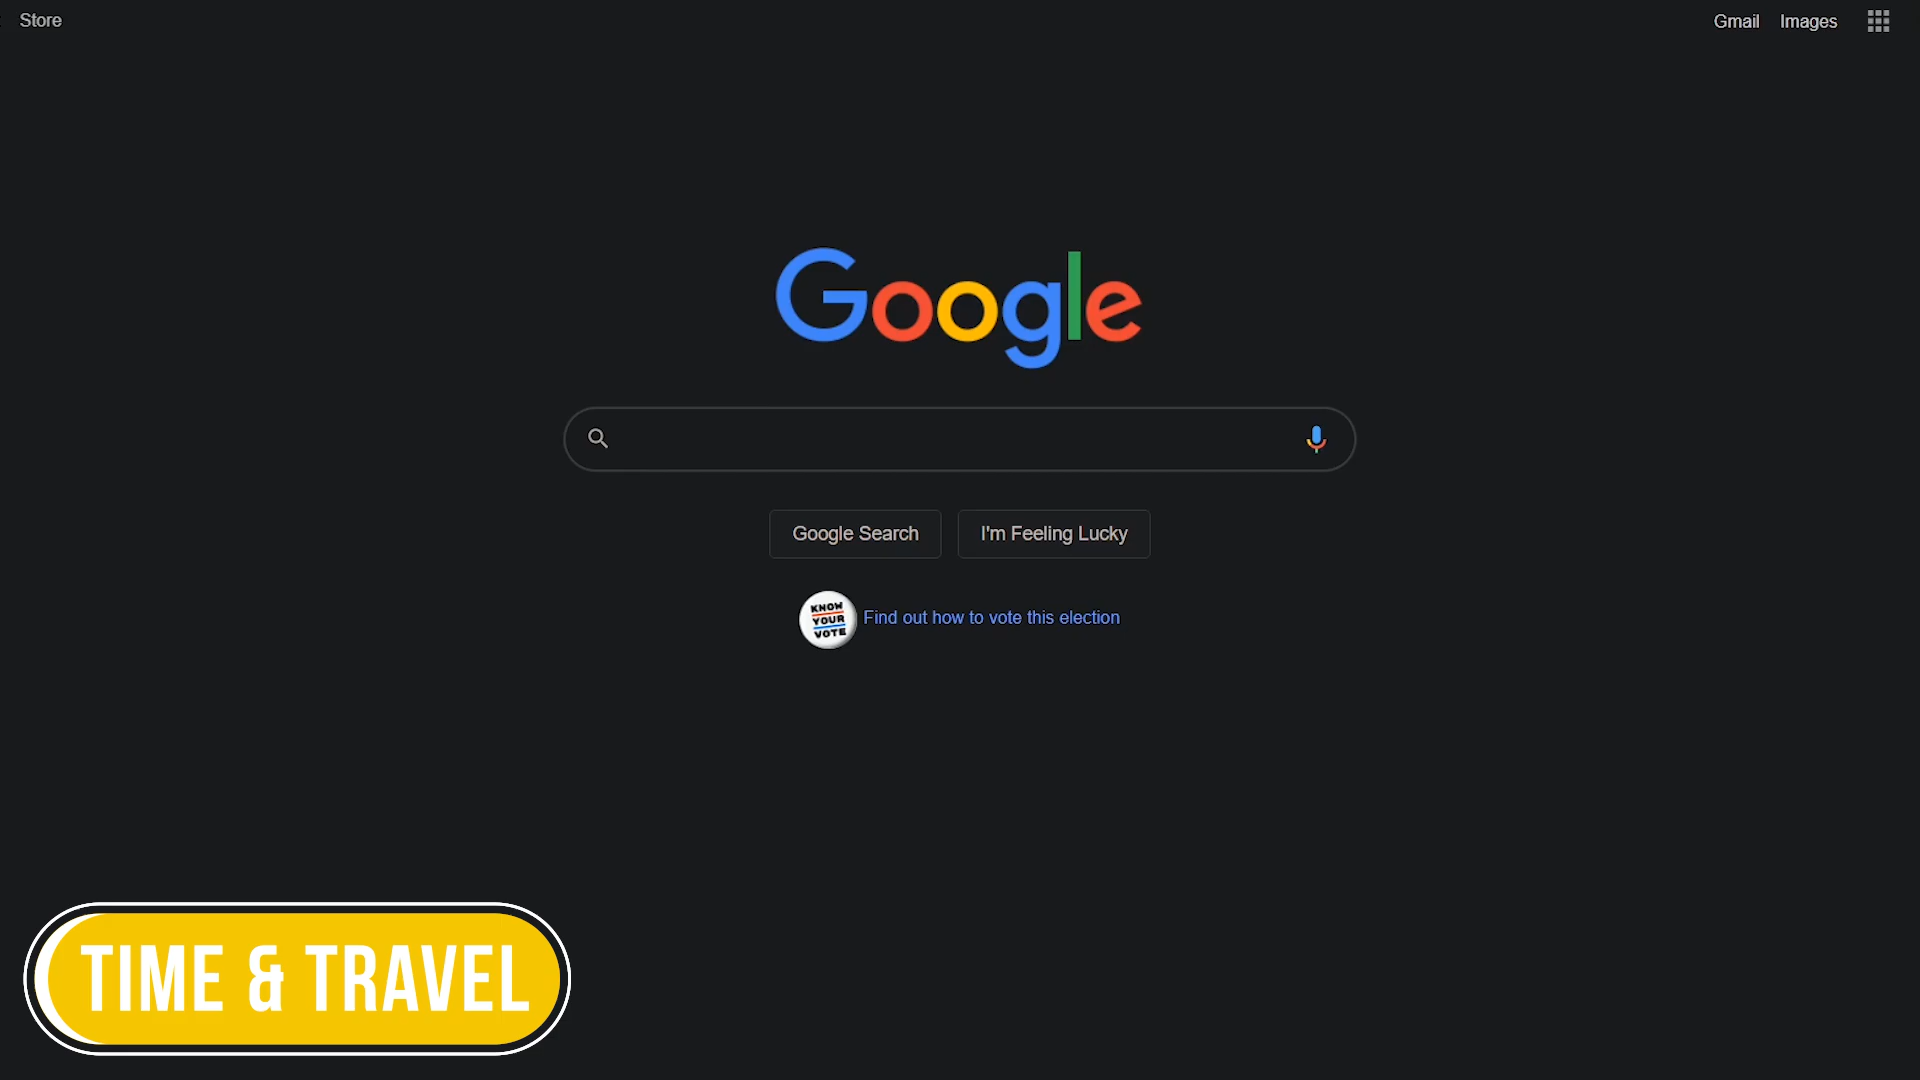 Store
Gmail Images
Google
Google Search I'm Feeling Lucky
KNOW
YOUR
VOTE
Find out how to vote this election
TIME & TRAVEL